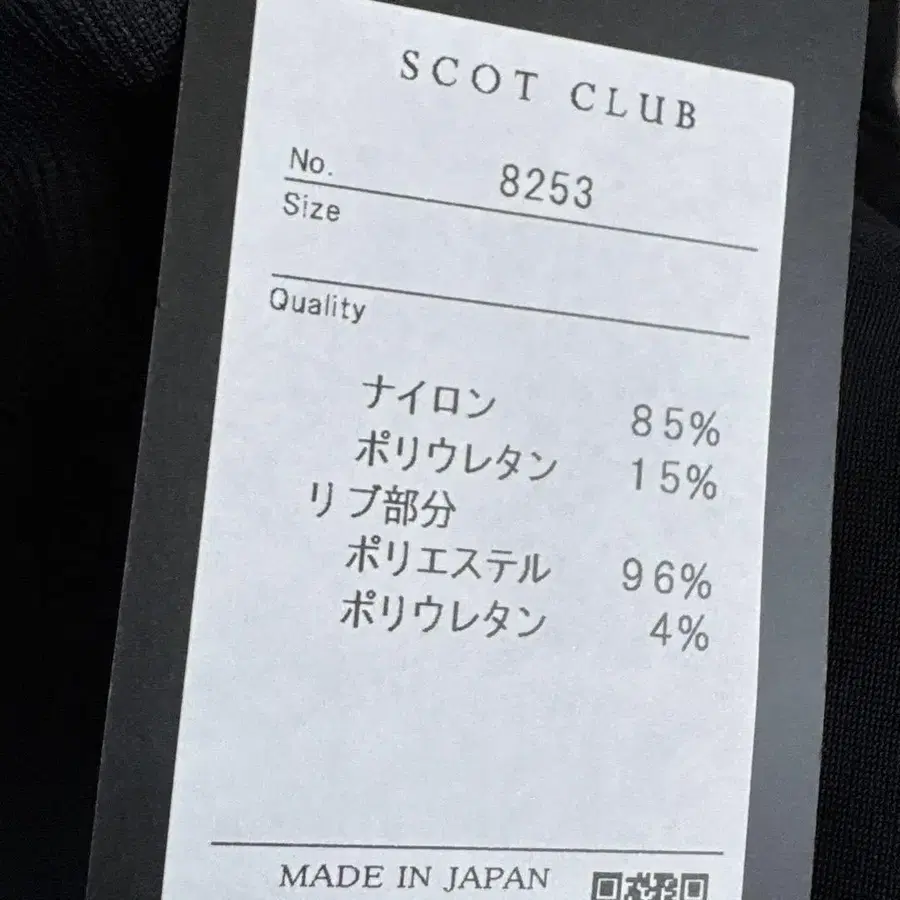 SCOT CLUB
No. 8253
Size
Quality
ナイロン 85%
ポリウレタン 15%
リブ部分
ポリエステル 96%
ポリウレタン 4%
MADE IN JAPAN